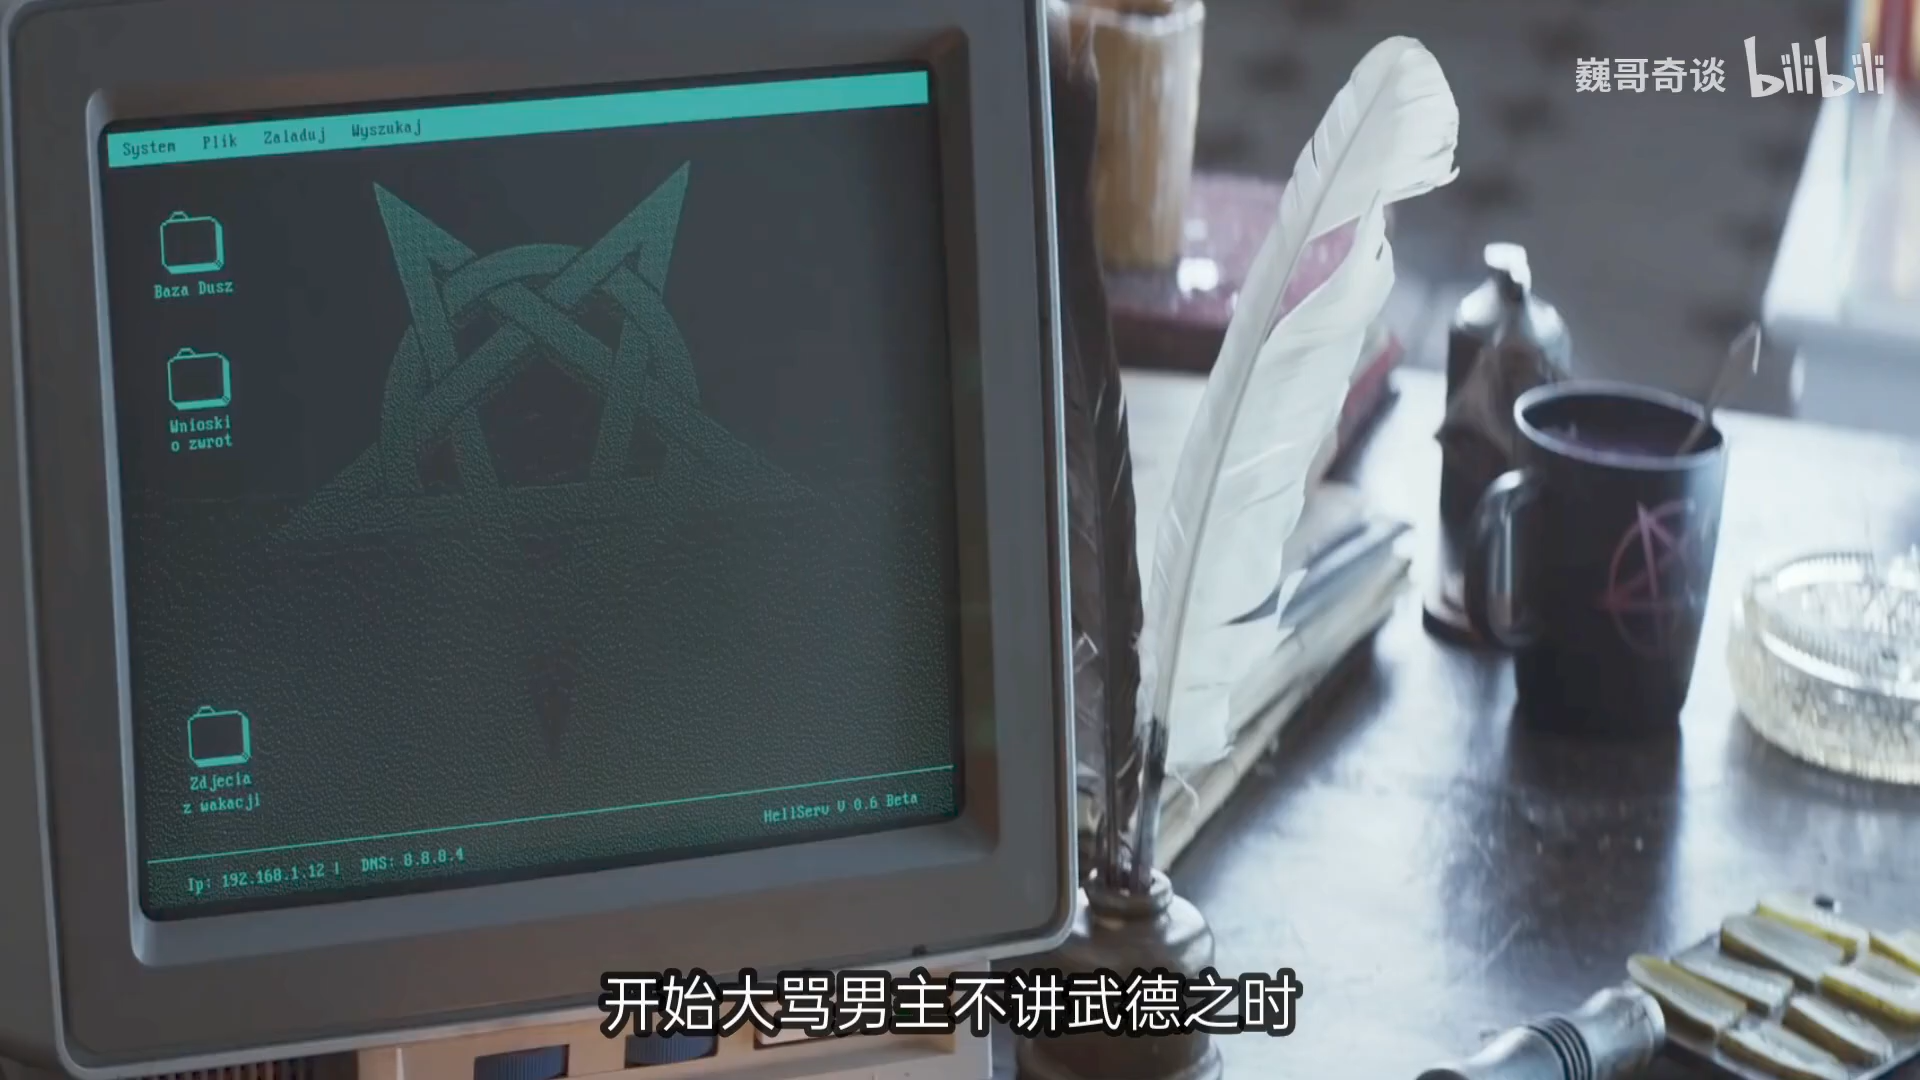 巍哥奇谈 bilibili
System Plik Zaladuj Wyszukaj
Baza Dusz
Wnioski
o zwrot
Zdjecia
z wakacji
HellServ V 0.6 Beta
Ip: 192.168.1.12 | DNS: 8.8.8.4
开始大骂男主不讲武德之时